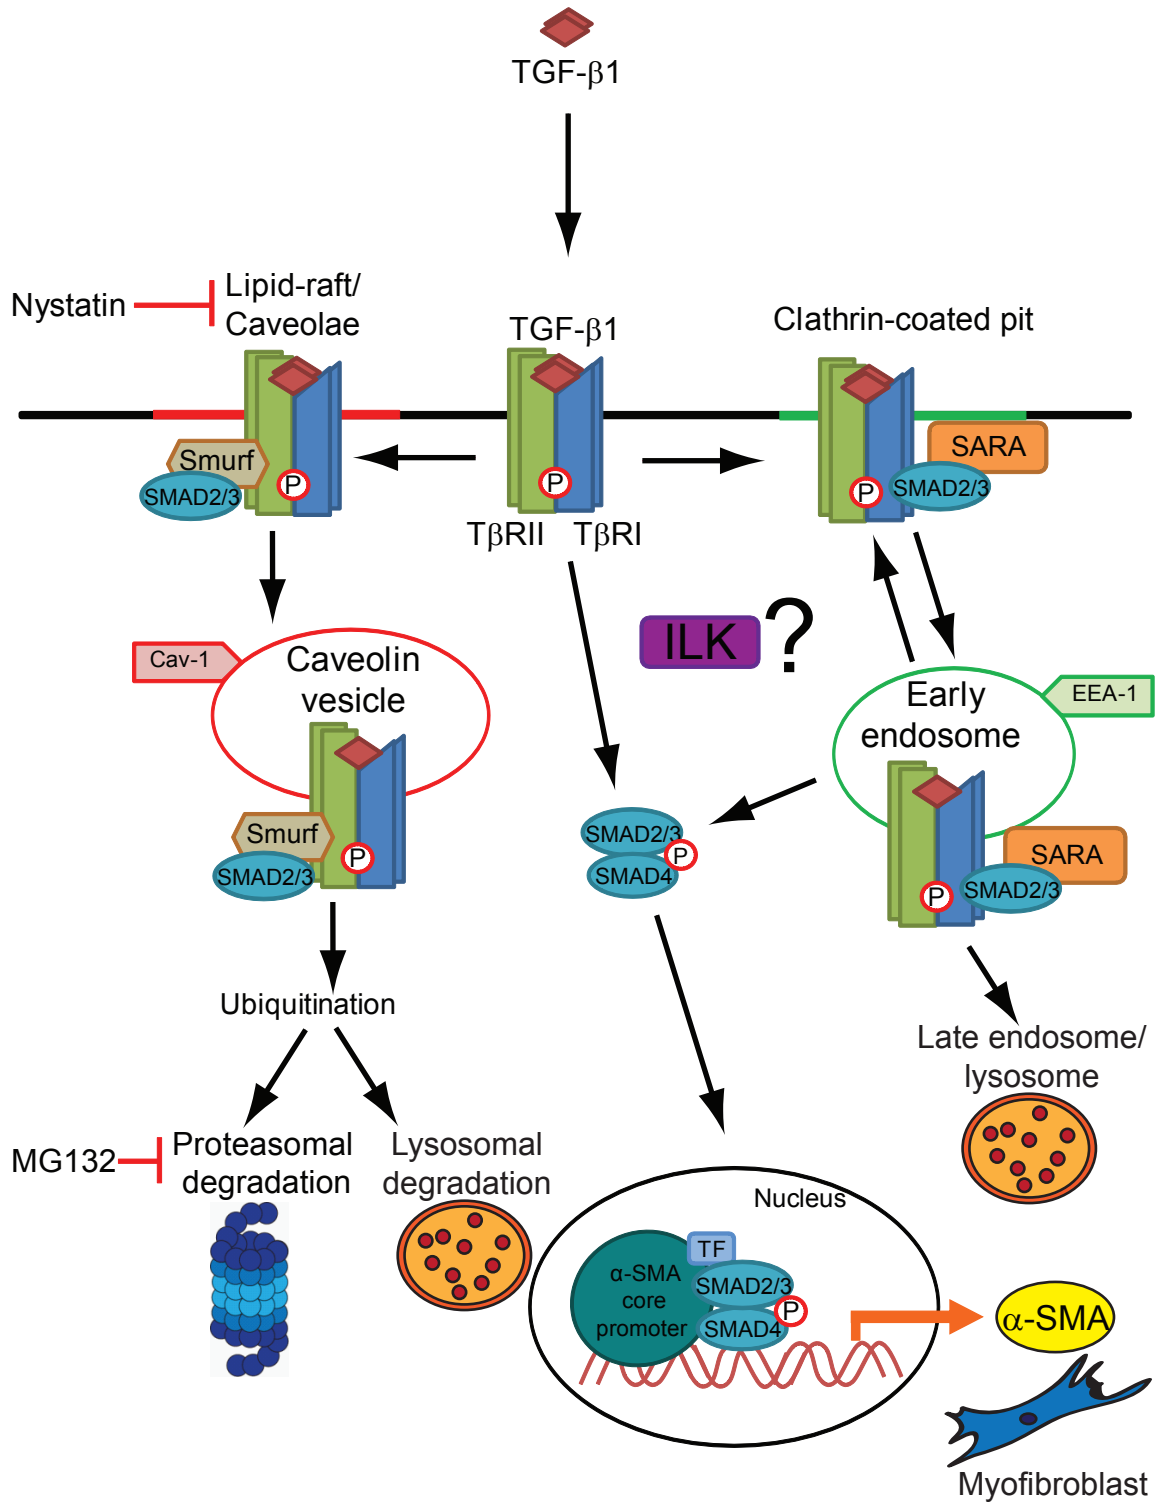 TGF-β1
Nystatin
Lipid-raft/
Caveolae
TGF-β1
Clathrin-coated pit
Smurf
SMAD2/3
P
P
P
SARA
SMAD2/3
TβRII
TβRI
ILK
?
Cav-1
Caveolin
vesicle
Early
endosome
EEA-1
Smurf
SMAD2/3
P
SMAD2/3
P
SMAD4
SARA
SMAD2/3
P
Ubiquitination
Late endosome/
lysosome
MG132
Proteasomal
degradation
Lysosomal
degradation
Nucleus
TF
α-SMA
core
promoter
SMAD2/3
P
SMAD4
α-SMA
Myofibroblast